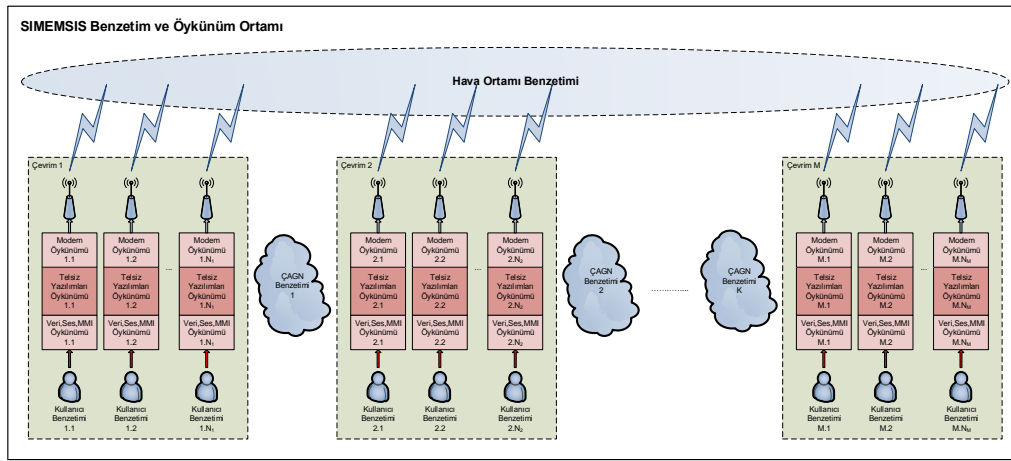 SIMEMSIS Benzetim ve Öykünüm Ortamı
Hava Ortamı Benzetimi
Çevrim 1
Modem
Öykünümü
1.1
Telsiz
Yazılımları
Öykünümü
1.1
Veri,Ses,MMI
Öykünümü
1.1
Kullanıcı
Benzetimi
1.1
Modem
Öykünümü
1.2
Telsiz
Yazılımları
Öykünümü
1.2
Veri,Ses,MMI
Öykünümü
1.2
Kullanıcı
Benzetimi
1.2
...
Modem
Öykünümü
1.N₁
Telsiz
Yazılımları
Öykünümü
1.N₁
Veri,Ses,MMI
Öykünümü
1.N₁
Kullanıcı
Benzetimi
1.N₁
ÇAGN
Benzetimi
1
Çevrim 2
Modem
Öykünümü
2.1
Telsiz
Yazılımları
Öykünümü
2.1
Veri,Ses,MMI
Öykünümü
2.1
Kullanıcı
Benzetimi
2.1
Modem
Öykünümü
2.2
Telsiz
Yazılımları
Öykünümü
2.2
Veri,Ses,MMI
Öykünümü
2.2
Kullanıcı
Benzetimi
2.2
...
Modem
Öykünümü
2.N₂
Telsiz
Yazılımları
Öykünümü
2.N₂
Veri,Ses,MMI
Öykünümü
2.N₂
Kullanıcı
Benzetimi
2.N₂
ÇAGN
Benzetimi
2
................
ÇAGN
Benzetimi
K
Çevrim M
Modem
Öykünümü
M.1
Telsiz
Yazılımları
Öykünümü
M.1
Veri,Ses,MMI
Öykünümü
M.1
Kullanıcı
Benzetimi
M.1
Modem
Öykünümü
M.2
Telsiz
Yazılımları
Öykünümü
M.2
Veri,Ses,MMI
Öykünümü
M.2
Kullanıcı
Benzetimi
M.2
...
Modem
Öykünümü
M.Nᴍ
Telsiz
Yazılımları
Öykünümü
M.Nᴍ
Veri,Ses,MMI
Öykünümü
M.Nᴍ
Kullanıcı
Benzetimi
M.Nᴍ